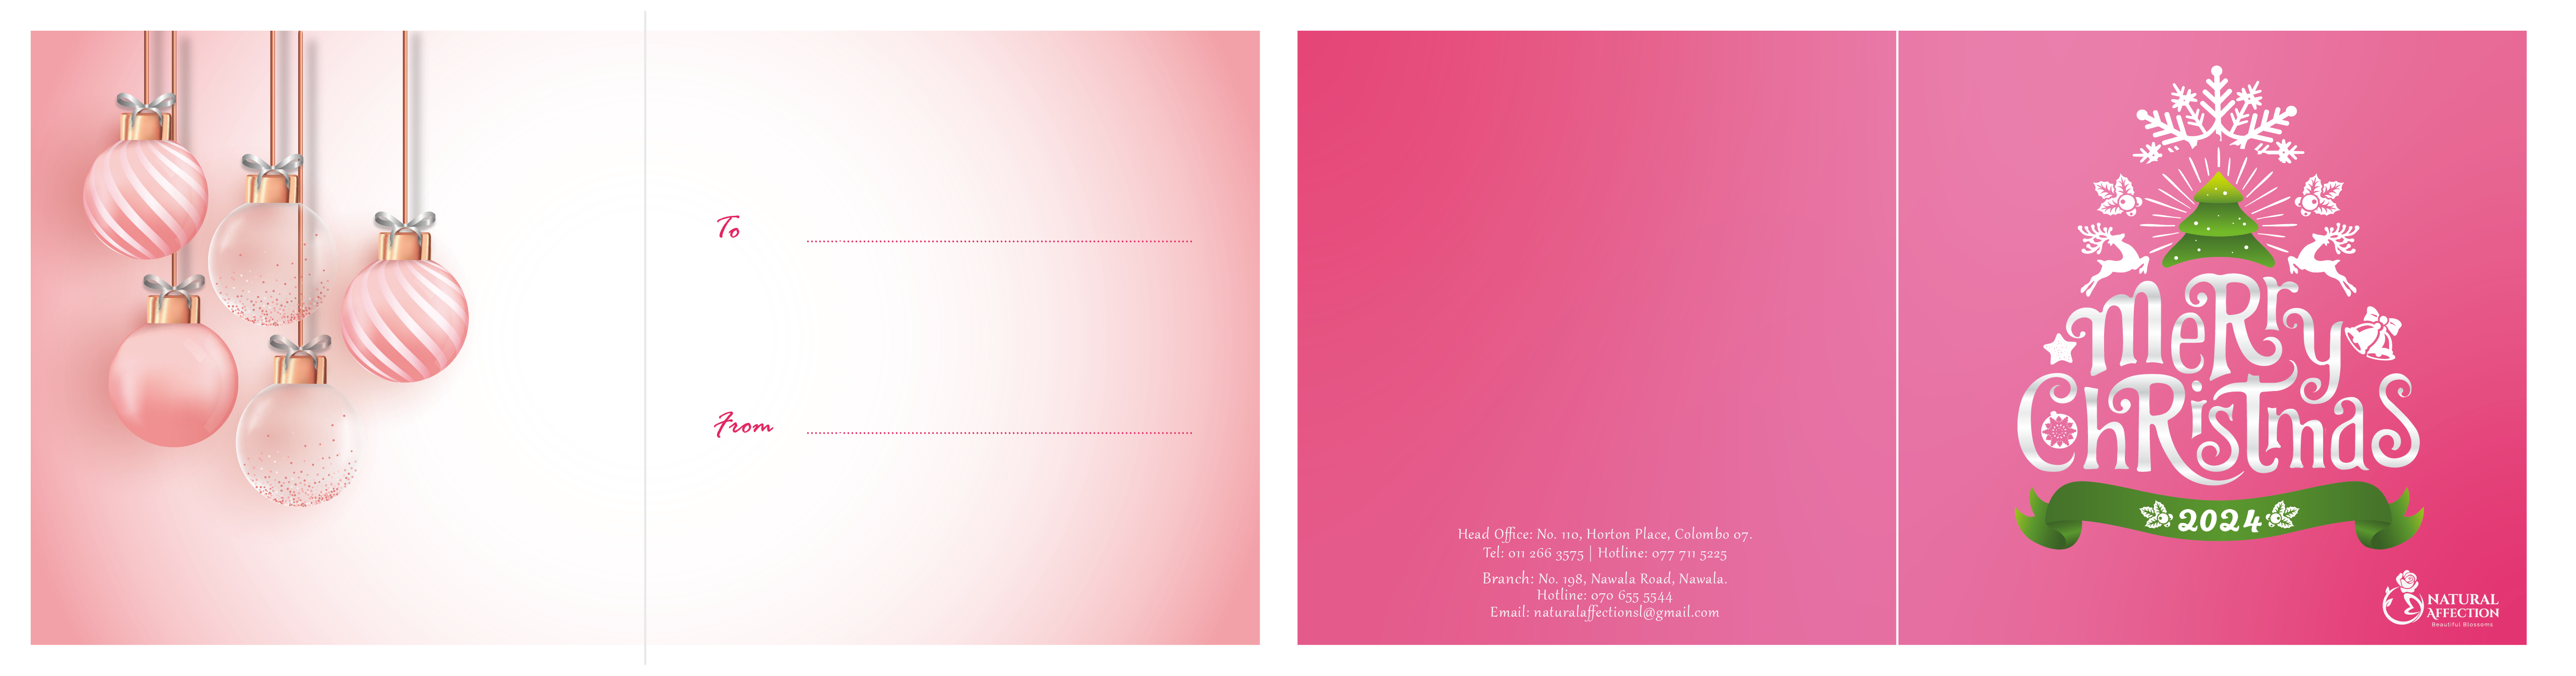 To
From
Head Office: No. 110, Horton Place, Colombo 07.
Tel: 011 266 3575 | Hotline: 077 711 5225
Branch: No. 198, Nawala Road, Nawala.
Hotline: 070 655 5544
Email: naturalaffectionsl@gmail.com
Merry
Christmas
2024
NATURAL
AFFECTION
Beautiful Blossoms